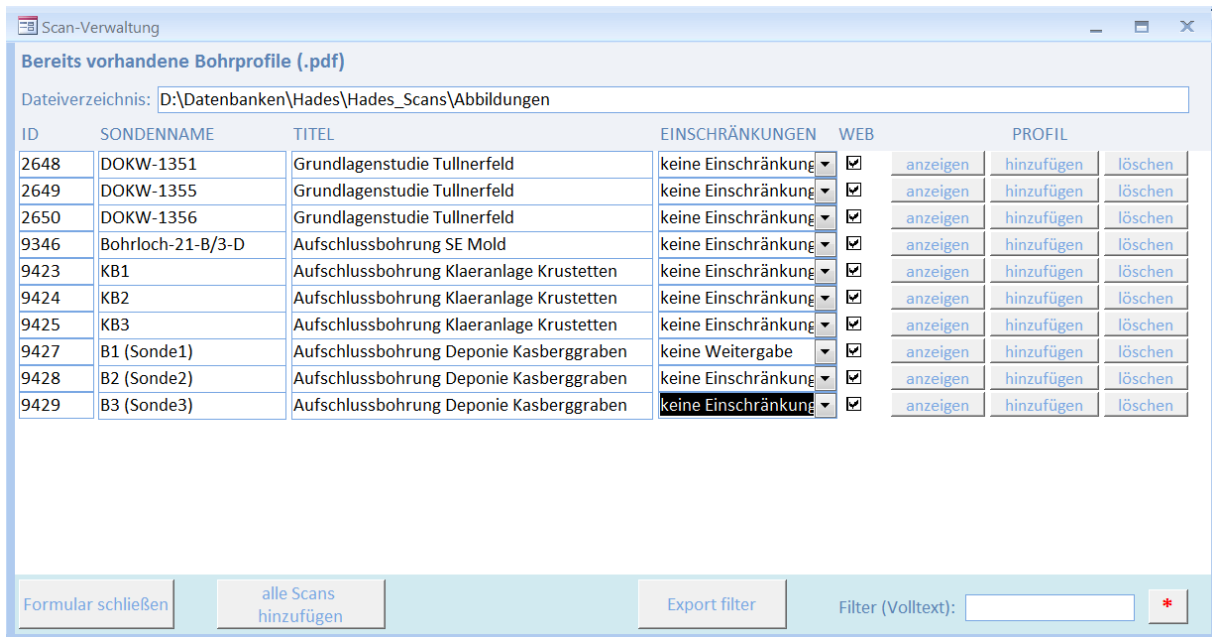 Scan-Verwaltung
Bereits vorhandene Bohrprofile (.pdf)
Dateiverzeichnis: D:\Datenbanken\Hades\Hades_Scans\Abbildungen
ID SONDENNAME TITEL EINSCHRÄNKUNGEN WEB PROFIL
2648 DOKW-1351 Grundlagenstudie Tullnerfeld keine Einschränkung anzeigen hinzufügen löschen
2649 DOKW-1355 Grundlagenstudie Tullnerfeld keine Einschränkung anzeigen hinzufügen löschen
2650 DOKW-1356 Grundlagenstudie Tullnerfeld keine Einschränkung anzeigen hinzufügen löschen
9346 Bohrloch-21-B/3-D Aufschlussbohrung SE Mold keine Einschränkung anzeigen hinzufügen löschen
9423 KB1 Aufschlussbohrung Klaeranlage Krustetten keine Einschränkung anzeigen hinzufügen löschen
9424 KB2 Aufschlussbohrung Klaeranlage Krustetten keine Einschränkung anzeigen hinzufügen löschen
9425 KB3 Aufschlussbohrung Klaeranlage Krustetten keine Einschränkung anzeigen hinzufügen löschen
9427 B1 (Sonde1) Aufschlussbohrung Deponie Kasberggraben keine Weitergabe anzeigen hinzufügen löschen
9428 B2 (Sonde2) Aufschlussbohrung Deponie Kasberggraben keine Einschränkung anzeigen hinzufügen löschen
9429 B3 (Sonde3) Aufschlussbohrung Deponie Kasberggraben keine Einschränkung anzeigen hinzufügen löschen
Formular schließen alle Scans hinzufügen Export filter Filter (Volltext): *